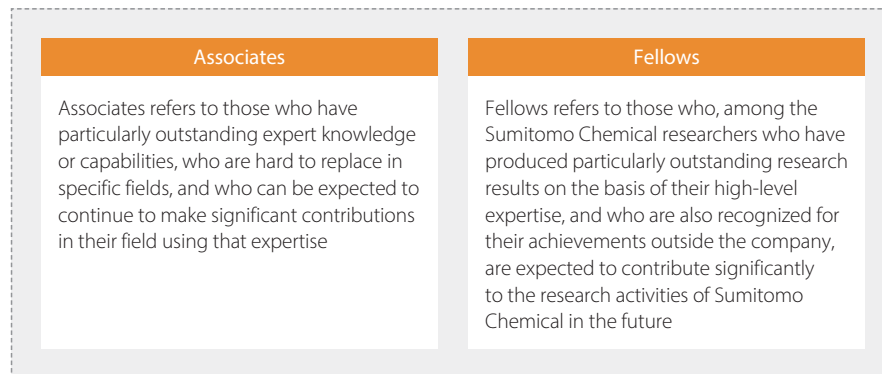 Associates
Associates refers to those who have
particularly outstanding expert knowledge
or capabilities, who are hard to replace in
specific fields, and who can be expected to
continue to make significant contributions
in their field using that expertise
Fellows
Fellows refers to those who, among the
Sumitomo Chemical researchers who have
produced particularly outstanding research
results on the basis of their high-level
expertise, and who are also recognized for
their achievements outside the company,
are expected to contribute significantly
to the research activities of Sumitomo
Chemical in the future